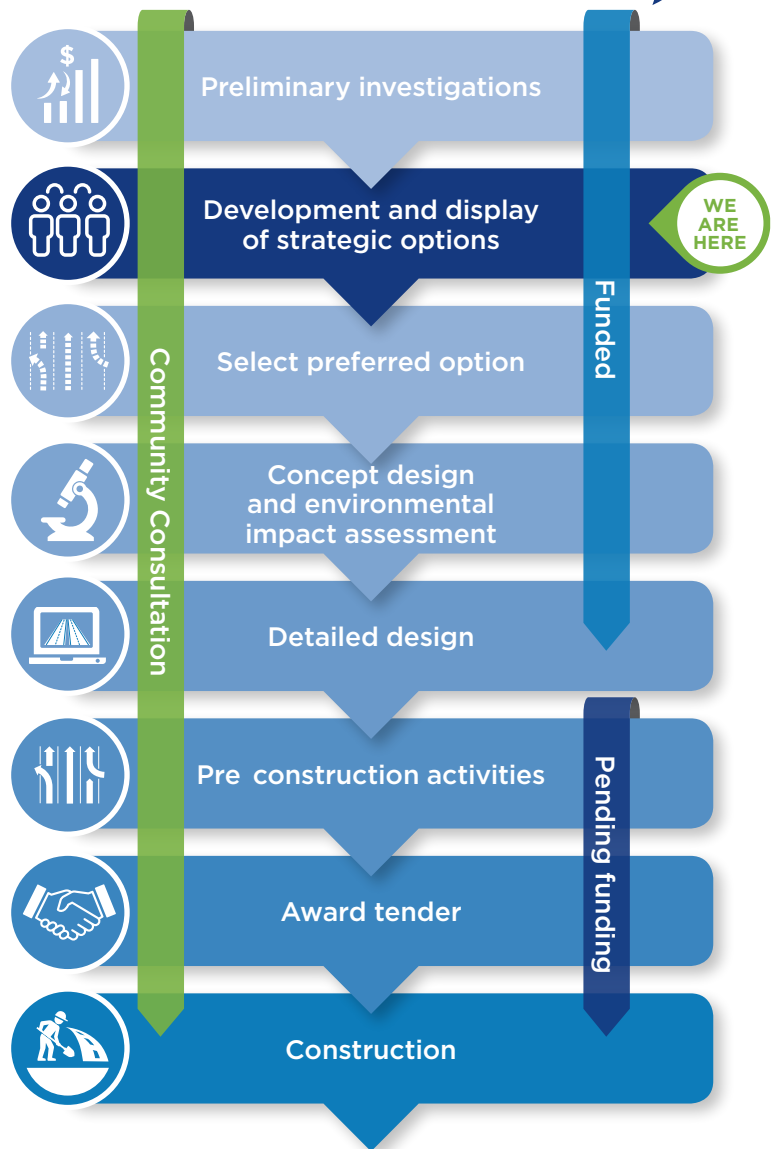 $
Preliminary investigations
Development and display
of strategic options
WE
ARE
HERE
Funded
Community Consultation
Select preferred option
Concept design
and environmental
impact assessment
Detailed design
Pre construction activities
Pending funding
Award tender
Construction